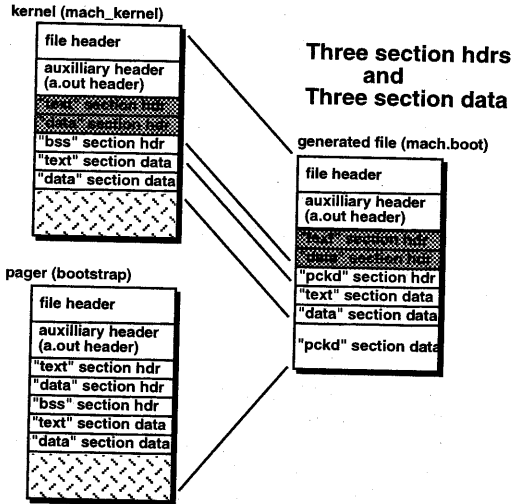 kernel (mach_kernel)
file header
auxilliary header
(a.out header)
"text" section hdr
"data" section hdr
"bss" section hdr
"text" section data
"data" section data
Three section hdrs
and
Three section data
generated file (mach.boot)
file header
auxilliary header
(a.out header)
"text" section hdr
"data" section hdr
"pckd" section hdr
"text" section data
"data" section data
"pckd" section data
pager (bootstrap)
file header
auxilliary header
(a.out header)
"text" section hdr
"data" section hdr
"bss" section hdr
"text" section data
"data" section data